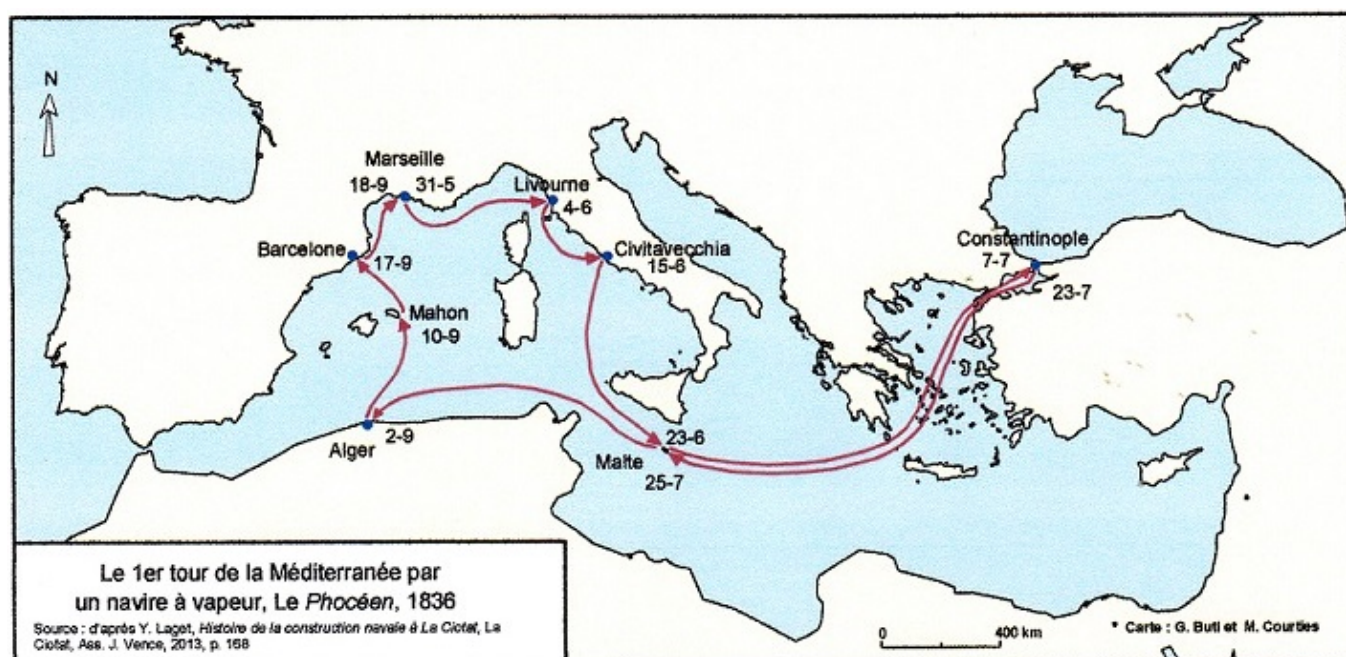 N
Marseille
18-9 31-5
Livourne
4-6
Barcelone
17-9
Civitavecchia
15-6
Constantinople
7-7
23-7
Mahon
10-9
Alger
2-9
23-6
Malte
25-7
Le 1er tour de la Méditerranée par
un navire à vapeur, Le Phocéen, 1836
Source : d'après Y. Laget, Histoire de la construction navale à La Ciotat, La
Ciotat, Ass. J. Vence, 2013, p. 168
0 400 km
* Carte : G. Buti et M. Courties